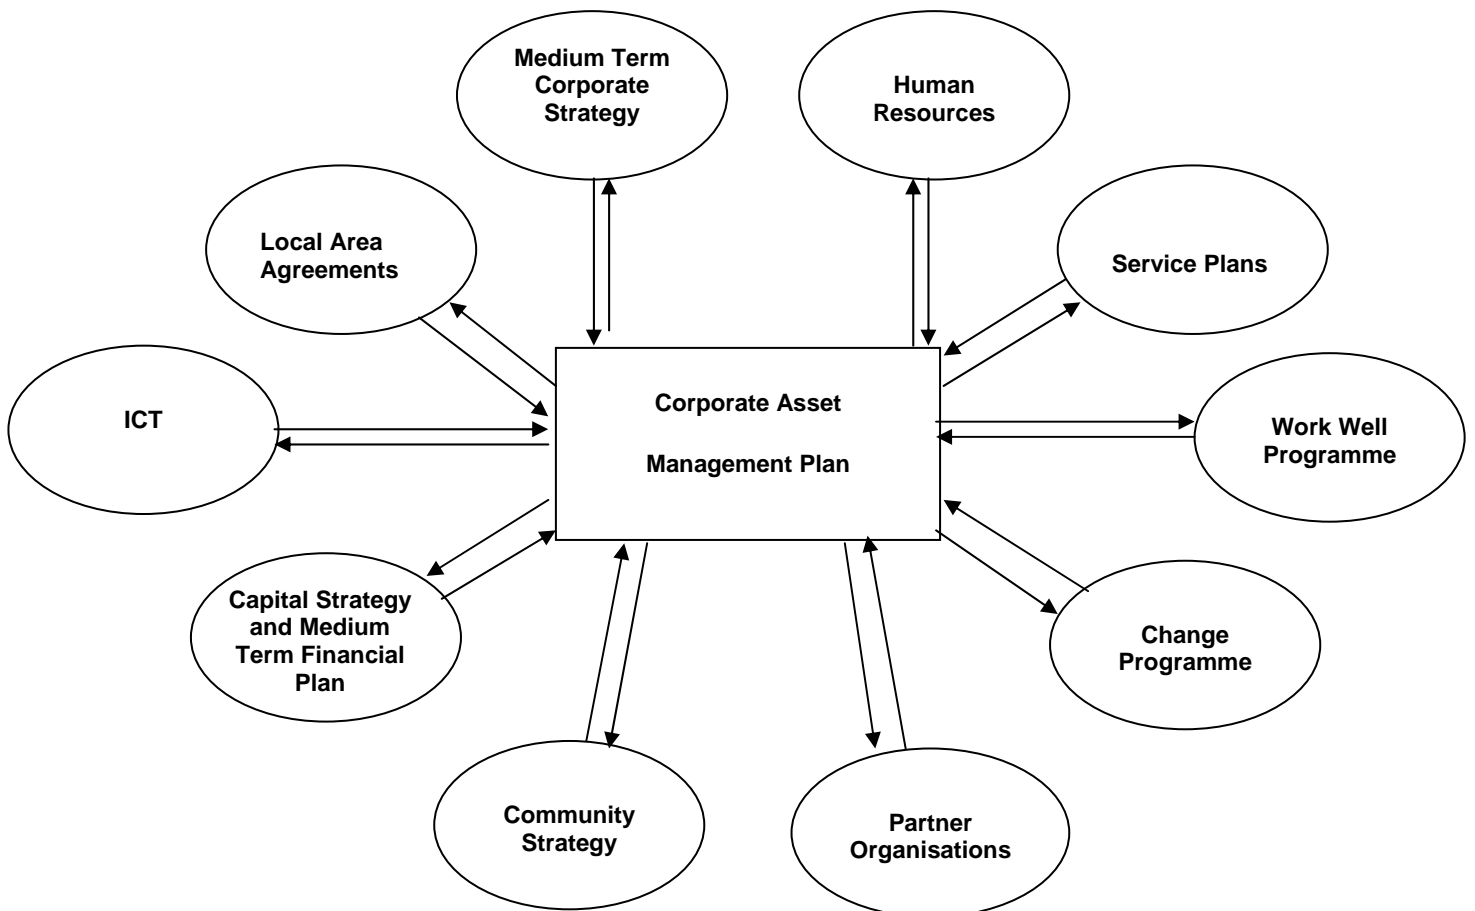 Medium Term
Corporate
Strategy
Human
Resources
Local Area
Agreements
Service Plans
ICT
Corporate Asset
Management Plan
Work Well
Programme
Capital Strategy
and Medium
Term Financial
Plan
Change
Programme
Community
Strategy
Partner
Organisations